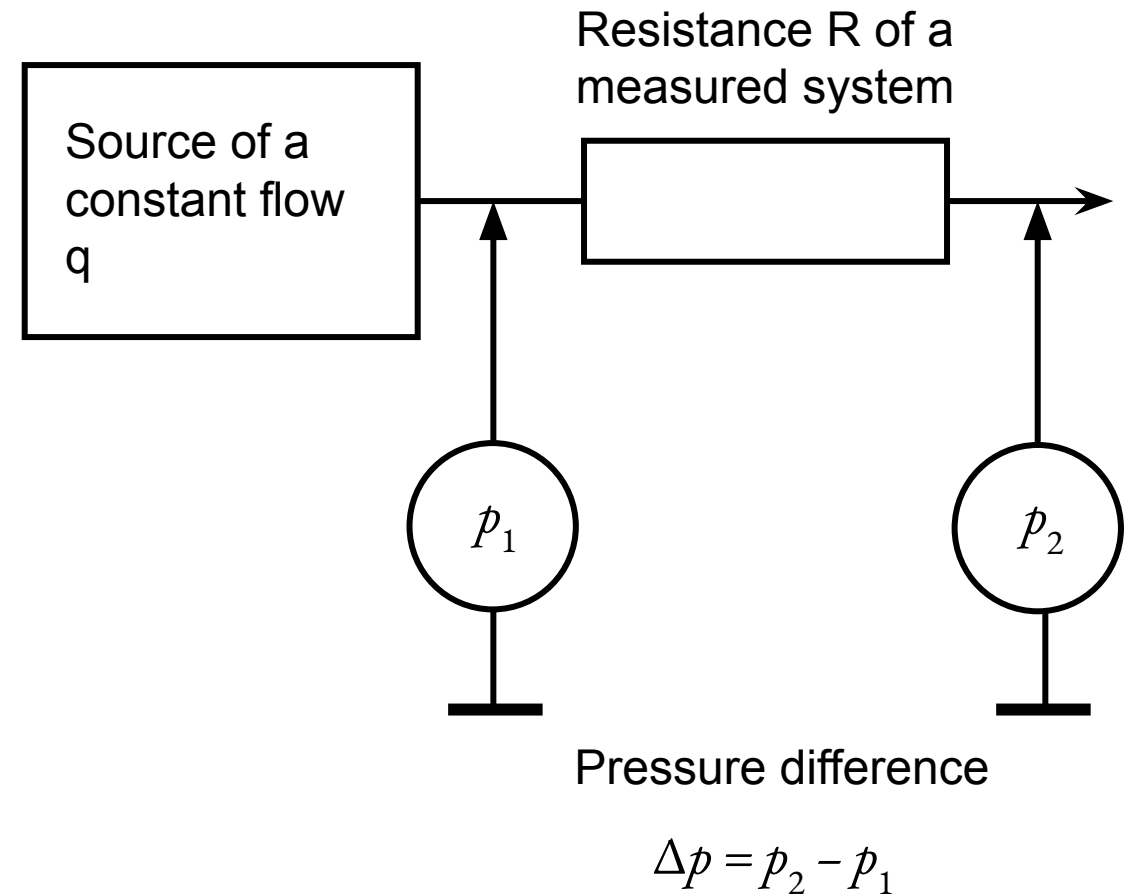 Resistance R of a
measured system
Source of a
constant flow
q
p₁
p₂
Pressure difference
Δp = p₂ – p₁